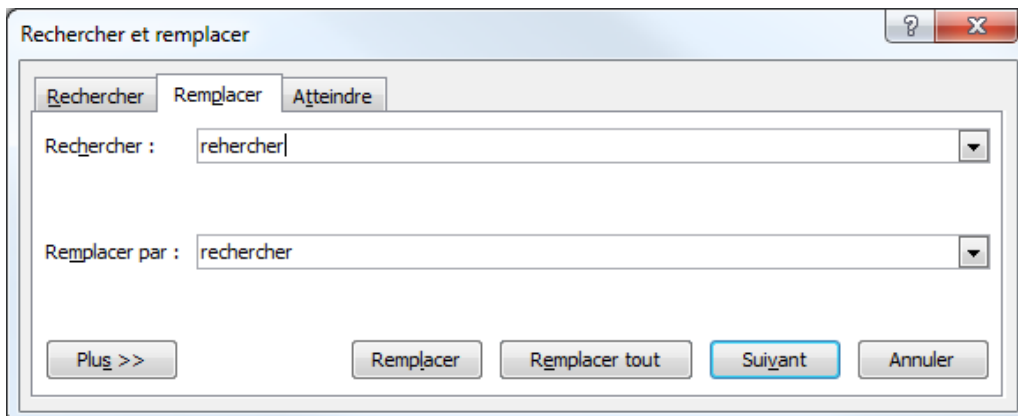 Rechercher et remplacer
Rechercher Remplacer Atteindre
Rechercher : rehercher
Remplacer par : rechercher
Plus >> Remplacer Remplacer tout Suivant Annuler